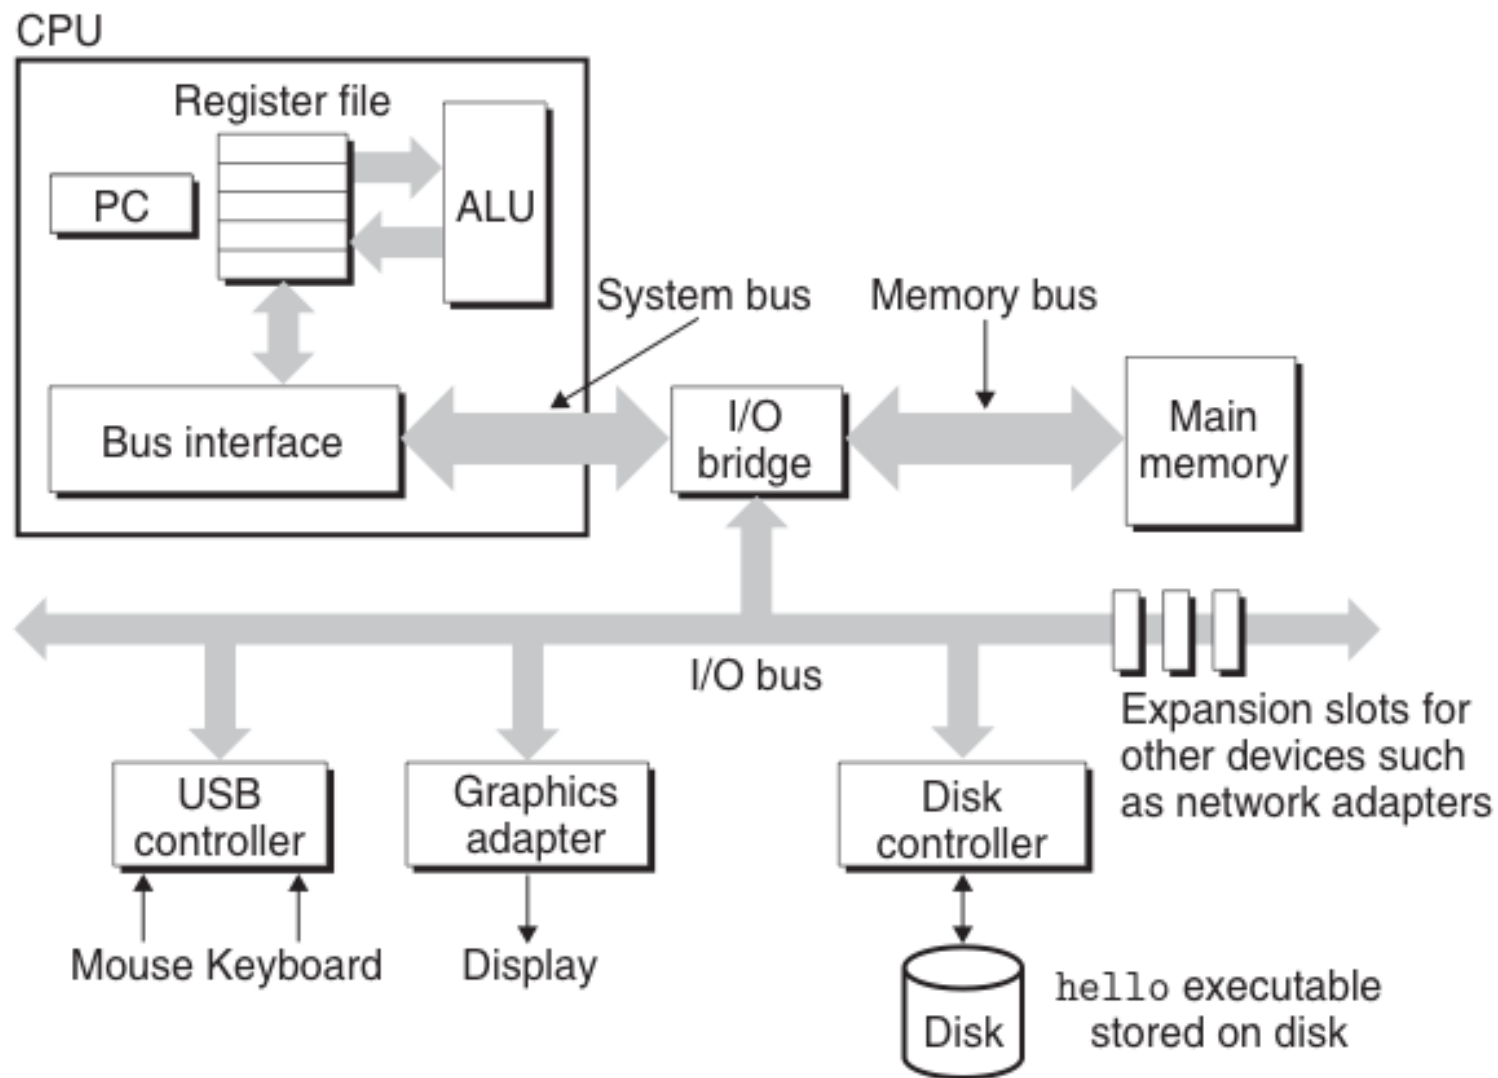 CPU
Register file
PC
ALU
System bus
Memory bus
Bus interface
I/O
bridge
Main
memory
I/O bus
Expansion slots for
other devices such
as network adapters
USB
controller
Graphics
adapter
Disk
controller
Mouse
Keyboard
Display
Disk
hello executable
stored on disk